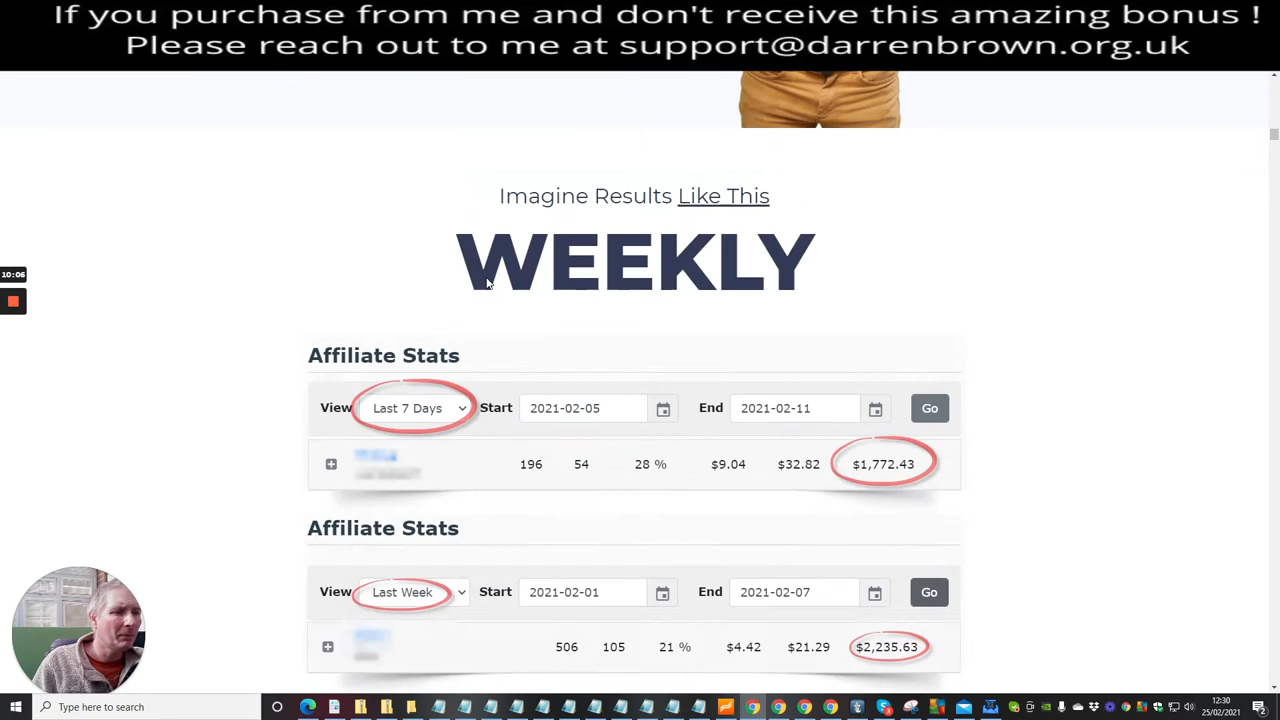 If you purchase from me and don't receive this amazing bonus !
Please reach out to me at support@darrenbrown.org.uk
Imagine Results Like This
WEEKLY
10:06
Affiliate Stats
View Last 7 Days Start 2021-02-05 End 2021-02-11 Go
196 54 28 % $9.04 $32.82 $1,772.43
Affiliate Stats
View Last Week Start 2021-02-01 End 2021-02-07 Go
506 105 21 % $4.42 $21.29 $2,235.63
Type here to search
12:30
25/02/2021